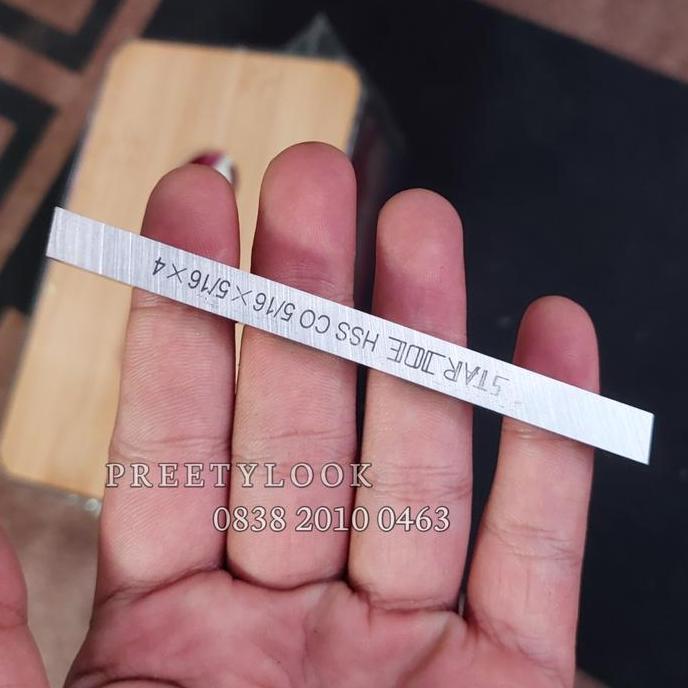 STAR JOE HSS CO 5/16×5/16×4
PREETYLOOK
0838 2010 0463